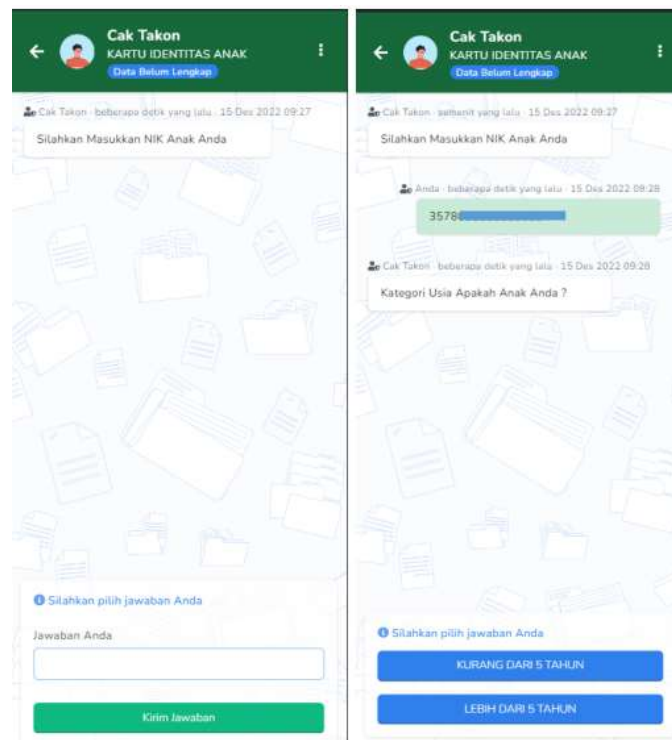 Cak Takon
KARTU IDENTITAS ANAK
Data Belum Lengkap
Cak Takon · beberapa detik yang lalu · 15 Des 2022 09:27
Silahkan Masukkan NIK Anak Anda
Silahkan pilih jawaban Anda
Jawaban Anda
Kirim Jawaban
Cak Takon
KARTU IDENTITAS ANAK
Data Belum Lengkap
Cak Takon · semenit yang lalu · 15 Des 2022 09:27
Silahkan Masukkan NIK Anak Anda
Anda · beberapa detik yang lalu · 15 Des 2022 09:28
3578
Cak Takon · beberapa detik yang lalu · 15 Des 2022 09:28
Kategori Usia Apakah Anak Anda ?
Silahkan pilih jawaban Anda
KURANG DARI 5 TAHUN
LEBIH DARI 5 TAHUN